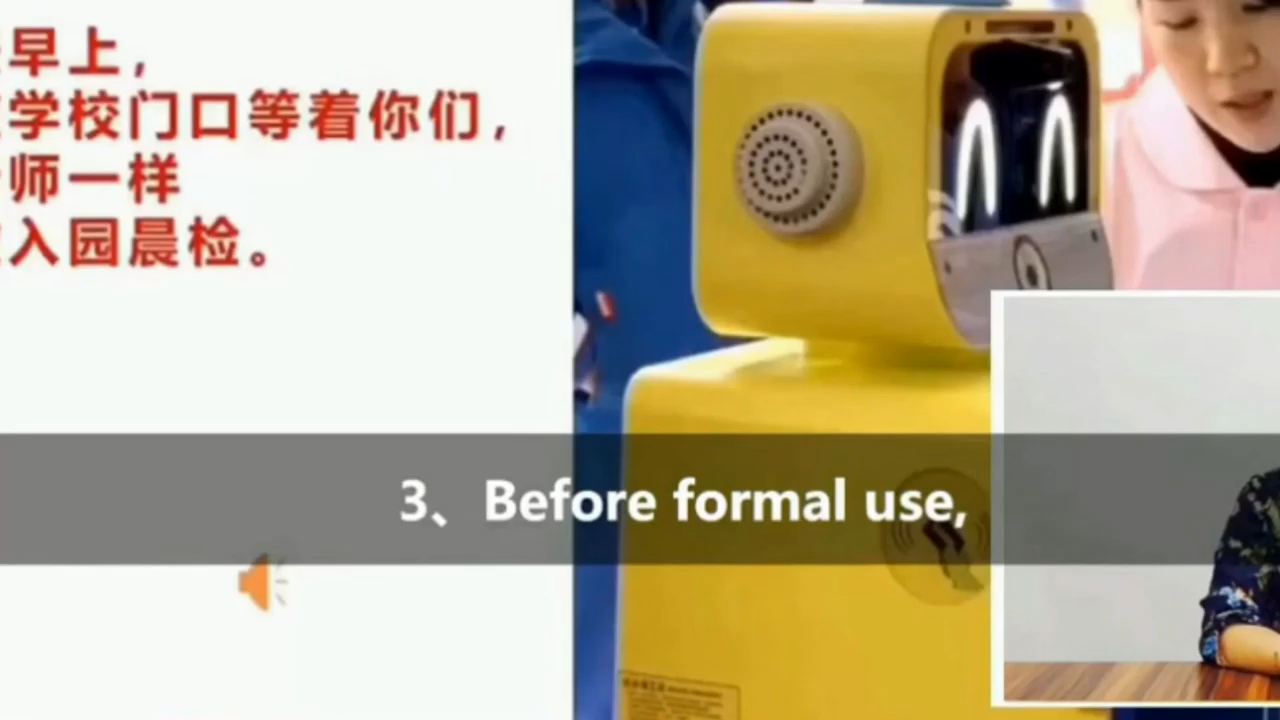 早上，
学校门口等着你们，
师一样
入园晨检。
3、Before formal use,